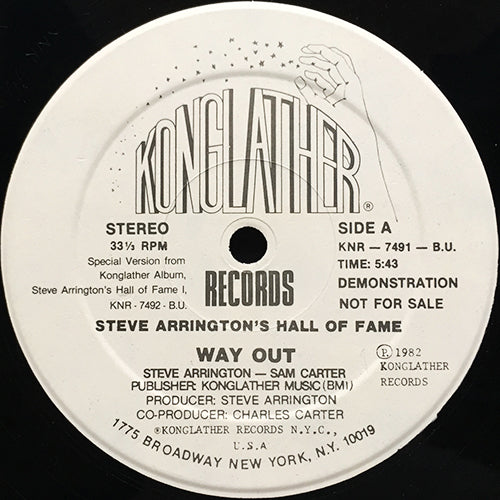 KONGLATHER®
STEREO
33⅓ RPM
Special Version from
Konglather Album,
Steve Arrington's Hall of Fame I,
KNR - 7492 - B.U.
RECORDS
SIDE A
KNR — 7491 — B.U.
TIME: 5:43
DEMONSTRATION
NOT FOR SALE
STEVE ARRINGTON'S HALL OF FAME
WAY OUT
STEVE ARRINGTON — SAM CARTER
PUBLISHER: KONGLATHER MUSIC (BMI)
PRODUCER: STEVE ARRINGTON
CO-PRODUCER: CHARLES CARTER
℗ 1982
KONGLATHER
RECORDS
®KONGLATHER RECORDS N.Y.C.,
U.S.A
1775 BROADWAY NEW YORK, N.Y. 10019